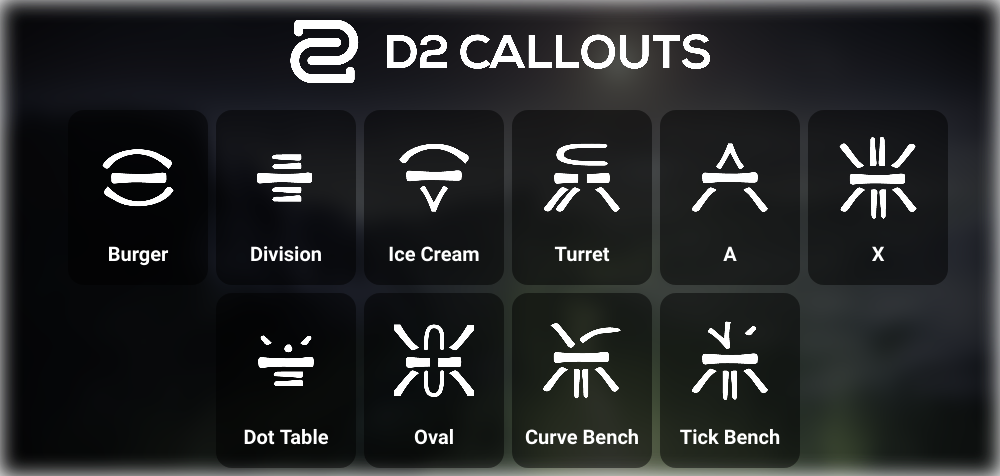 D2 CALLOUTS
Burger
Division
Ice Cream
Turret
A
X
Dot Table
Oval
Curve Bench
Tick Bench